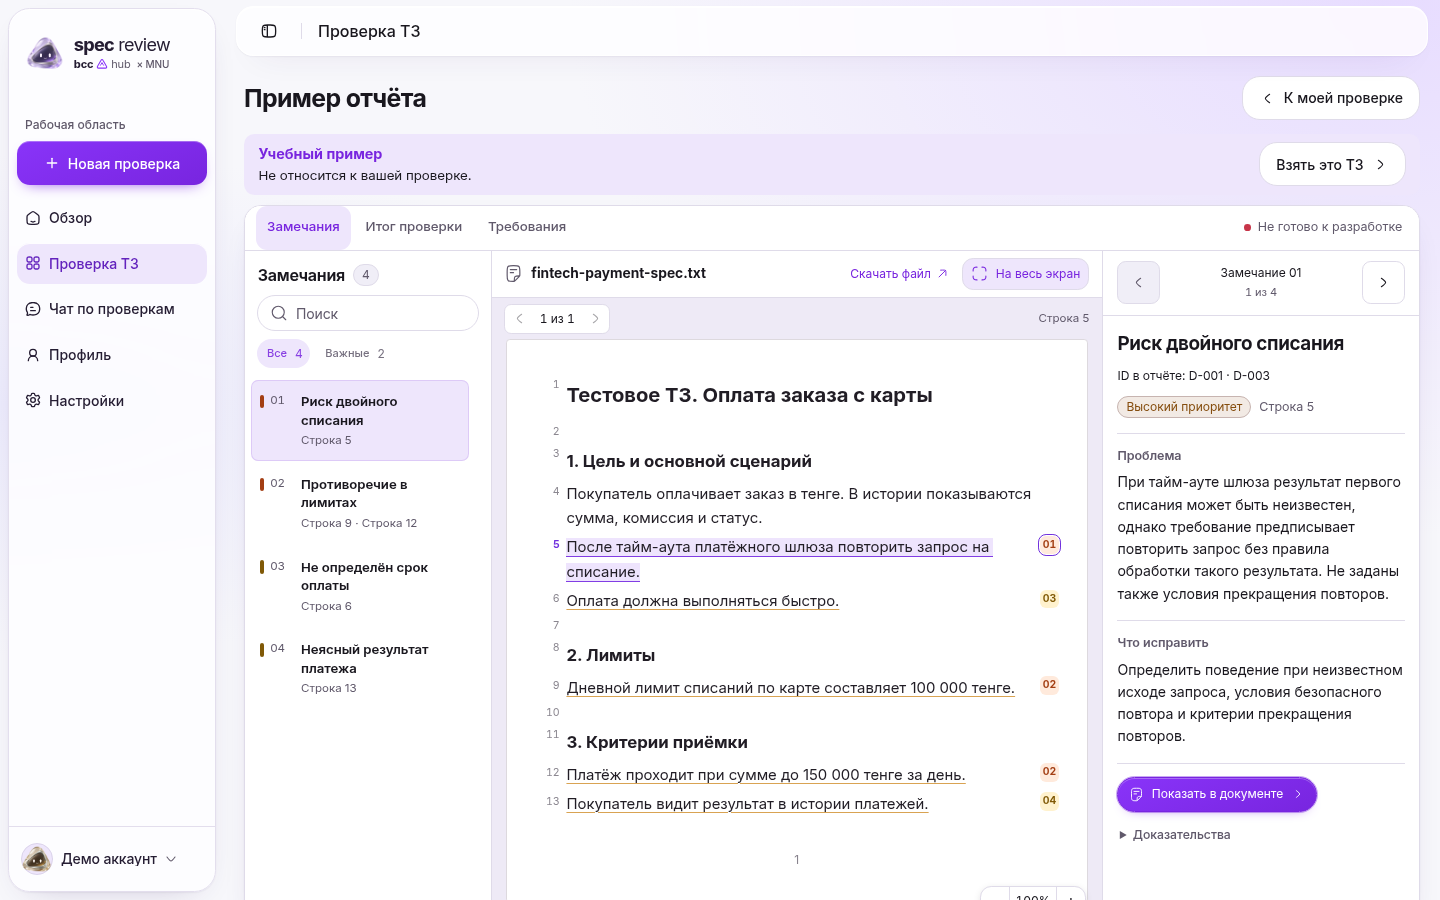 spec review
bcc hub × MNU
Рабочая область
Новая проверка
Обзор
Проверка ТЗ
Чат по проверкам
Профиль
Настройки
Демо аккаунт
Проверка ТЗ
Пример отчёта
К моей проверке
Учебный пример
Не относится к вашей проверке.
Взять это ТЗ
Замечания
Итог проверки
Требования
Не готово к разработке
Замечания 4
Поиск
Все 4
Важные 2
01 Риск двойного
списания
Строка 5
02 Противоречие в
лимитах
Строка 9 · Строка 12
03 Не определён срок
оплаты
Строка 6
04 Неясный результат
платежа
Строка 13
fintech-payment-spec.txt
Скачать файл
На весь экран
1 из 1
Строка 5
1 Тестовое ТЗ. Оплата заказа с карты
2
3 1. Цель и основной сценарий
4 Покупатель оплачивает заказ в тенге. В истории показываются
сумма, комиссия и статус.
5 После тайм-аута платёжного шлюза повторить запрос на 01
списание.
6 Оплата должна выполняться быстро. 03
7
8 2. Лимиты
9 Дневной лимит списаний по карте составляет 100 000 тенге. 02
10
11 3. Критерии приёмки
12 Платёж проходит при сумме до 150 000 тенге за день. 02
13 Покупатель видит результат в истории платежей. 04
1
100%
Замечание 01
1 из 4
Риск двойного списания
ID в отчёте: D-001 · D-003
Высокий приоритет Строка 5
Проблема
При тайм-ауте шлюза результат первого
списания может быть неизвестен,
однако требование предписывает
повторить запрос без правила
обработки такого результата. Не заданы
также условия прекращения повторов.
Что исправить
Определить поведение при неизвестном
исходе запроса, условия безопасного
повтора и критерии прекращения
повторов.
Показать в документе
Доказательства